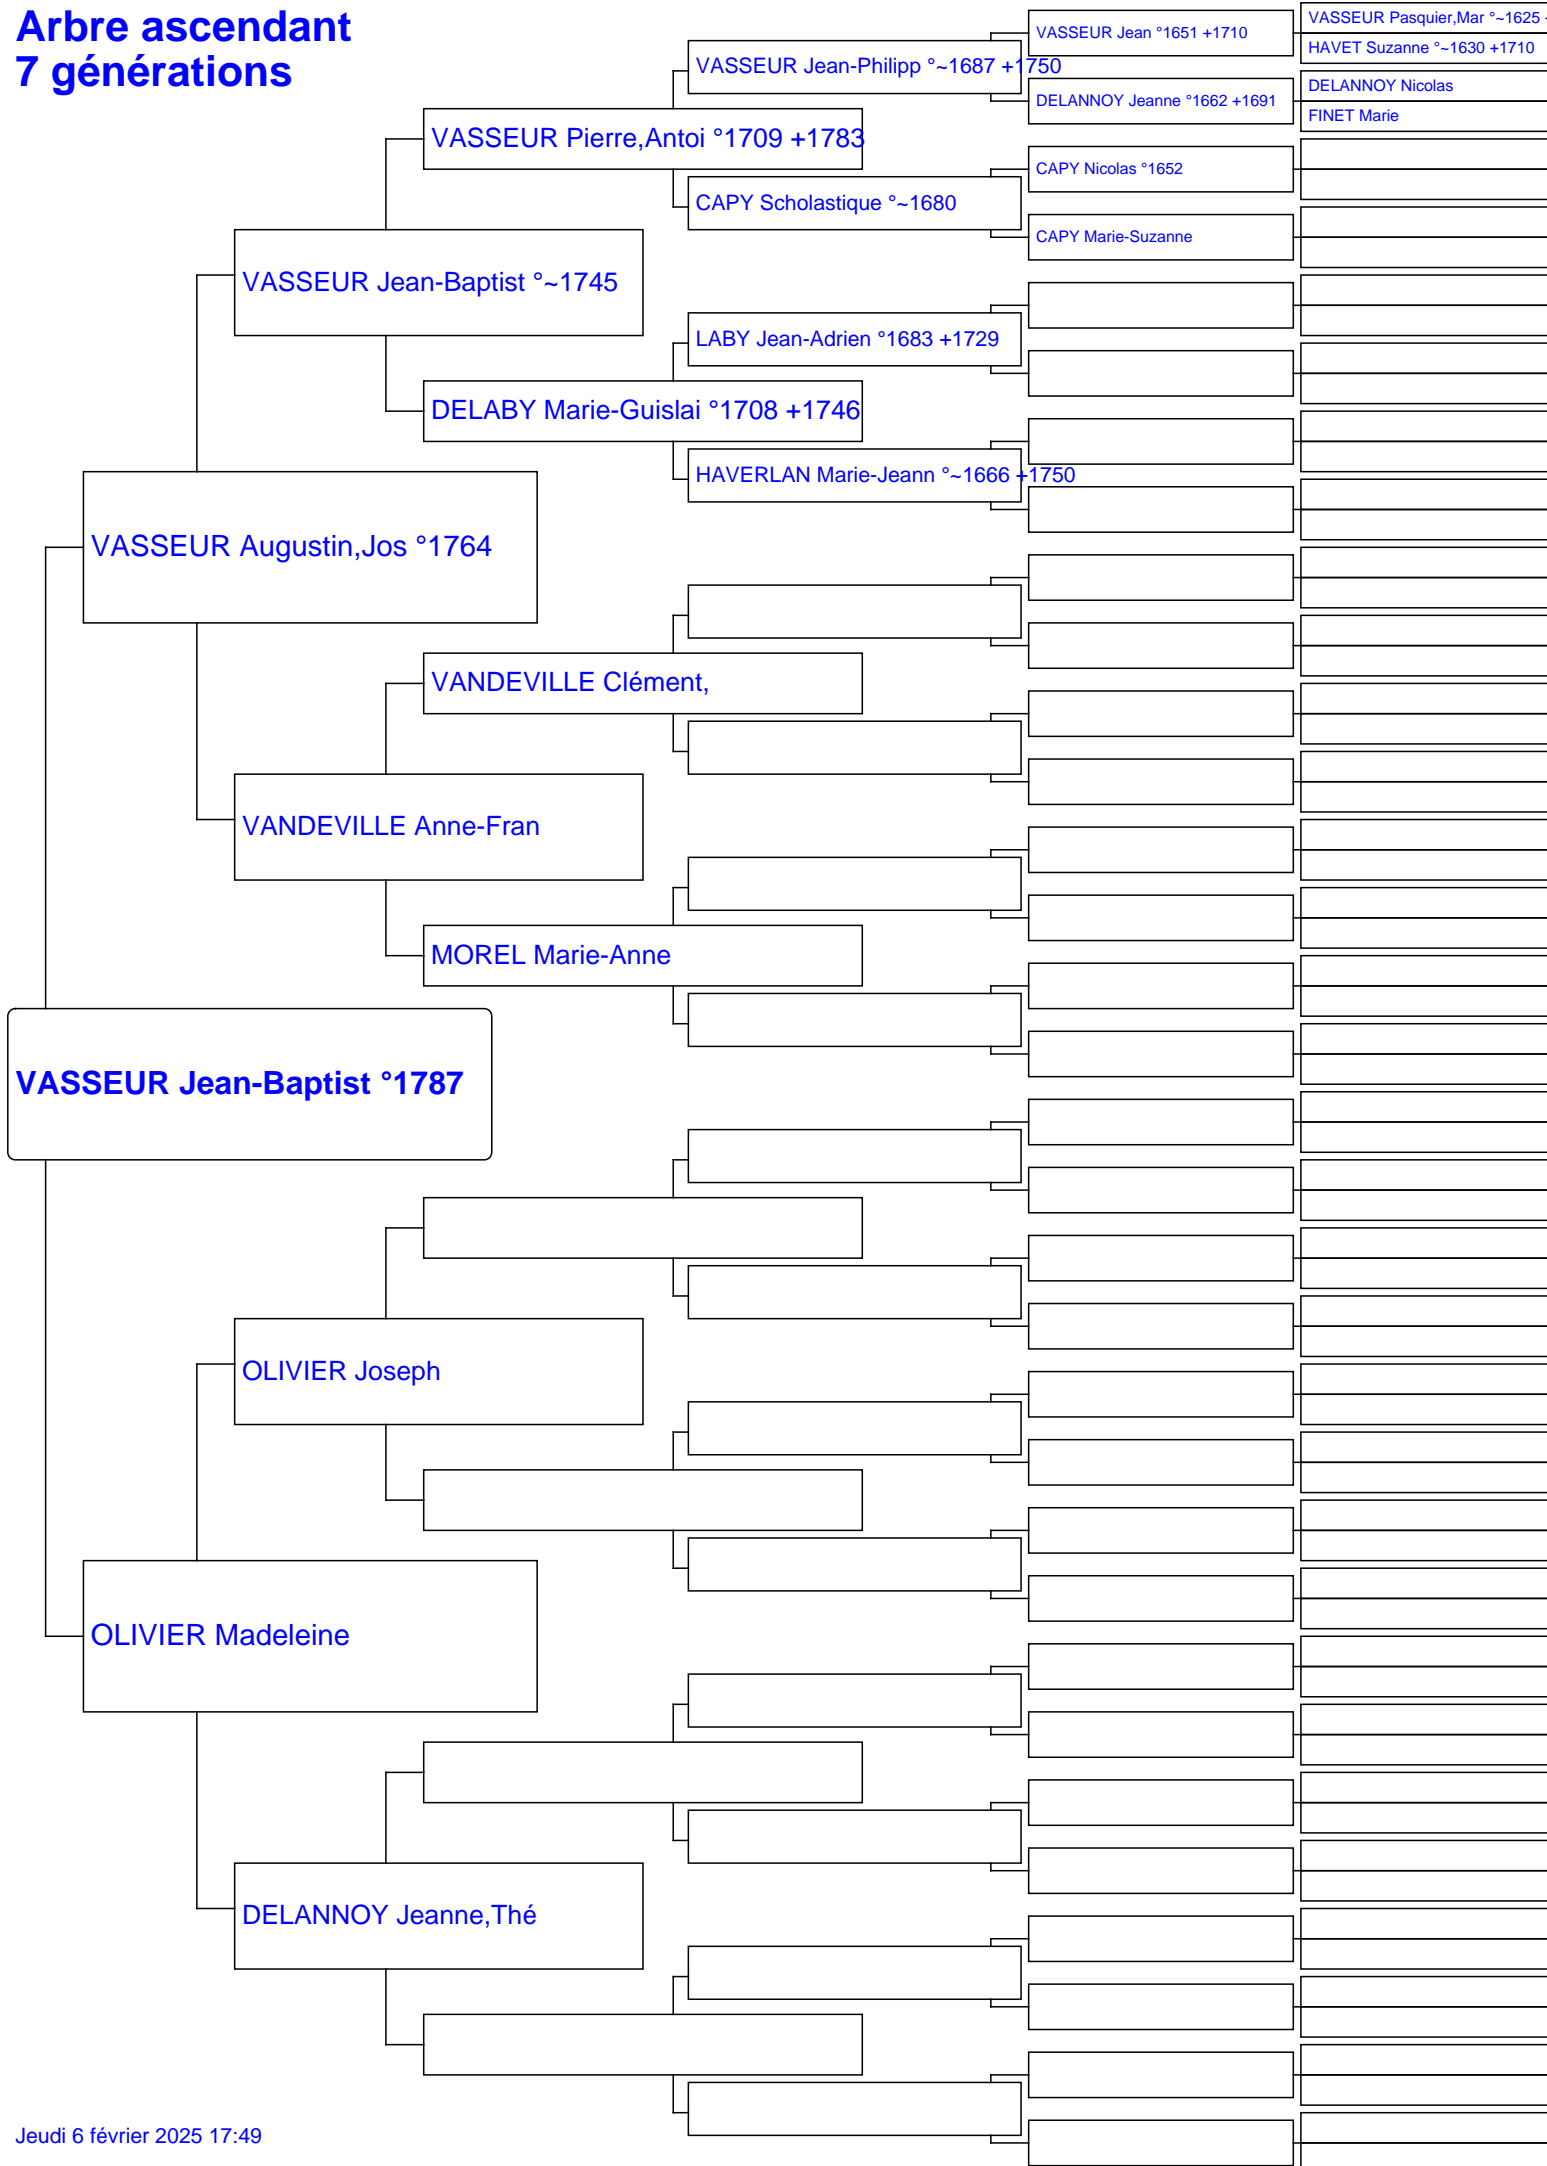 Arbre ascendant
7 générations
VASSEUR Jean °1651 +1710
VASSEUR Pasquier,Mar °~1625
HAVET Suzanne °~1630 +1710
VASSEUR Jean-Philipp °~1687 +1750
DELANNOY Jeanne °1662 +1691
DELANNOY Nicolas
FINET Marie
VASSEUR Pierre,Antoi °1709 +1783
CAPY Nicolas °1652
CAPY Scholastique °~1680
CAPY Marie-Suzanne
VASSEUR Jean-Baptist °~1745
LABY Jean-Adrien °1683 +1729
DELABY Marie-Guislai °1708 +1746
HAVERLAN Marie-Jeann °~1666 +1750
VASSEUR Augustin,Jos °1764
VANDEVILLE Clément,
VANDEVILLE Anne-Fran
MOREL Marie-Anne
VASSEUR Jean-Baptist °1787
OLIVIER Joseph
OLIVIER Madeleine
DELANNOY Jeanne,Thé
Jeudi 6 février 2025 17:49